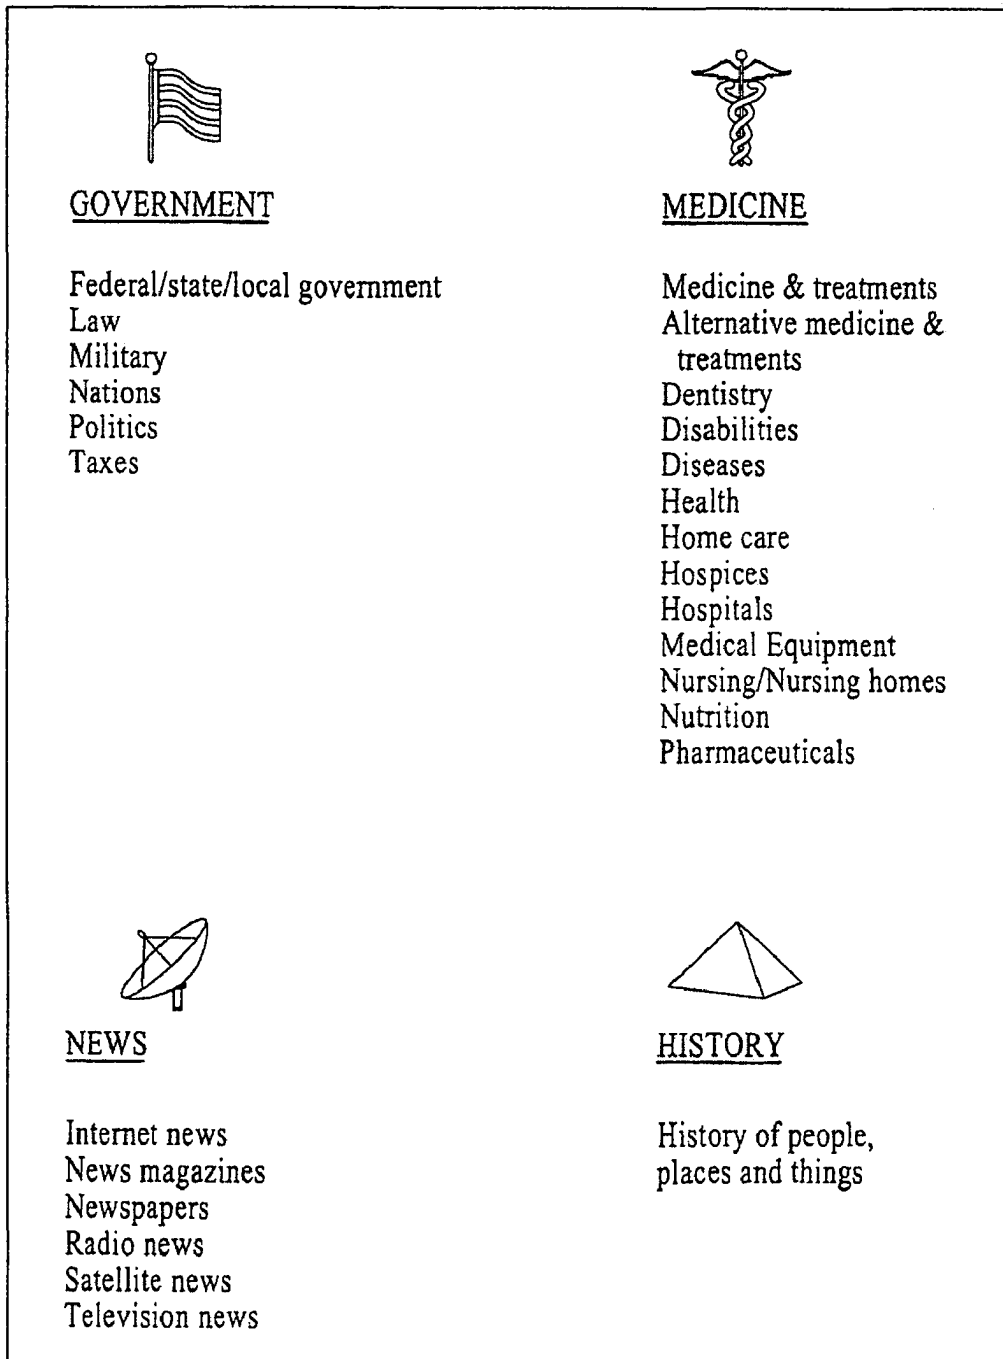 GOVERNMENT
Federal/state/local government
Law
Military
Nations
Politics
Taxes
MEDICINE
Medicine & treatments
Alternative medicine &
treatments
Dentistry
Disabilities
Diseases
Health
Home care
Hospices
Hospitals
Medical Equipment
Nursing/Nursing homes
Nutrition
Pharmaceuticals
NEWS
Internet news
News magazines
Newspapers
Radio news
Satellite news
Television news
HISTORY
History of people,
places and things